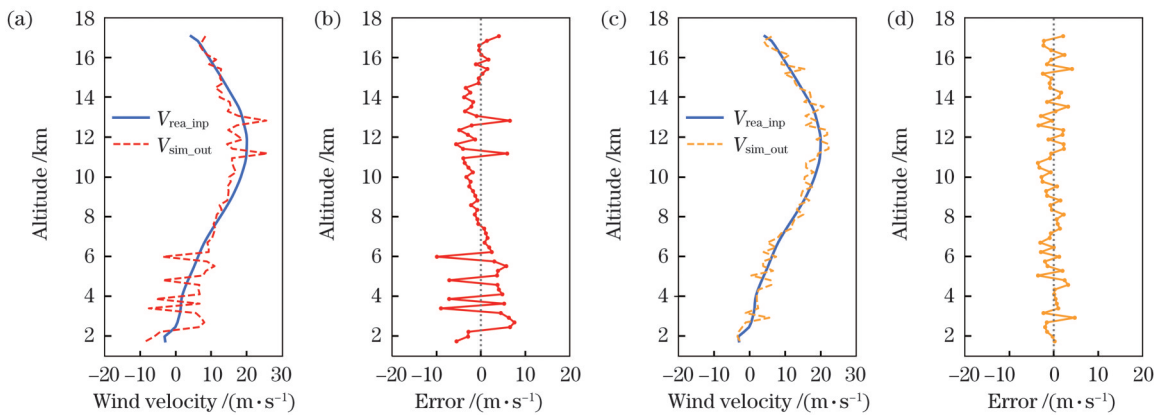 (a)
18
16
14
12
10
8
6
4
2
Altitude /km
V_rea_inp
V_sim_out
−20 −10 0 10 20 30
Wind velocity /(m·s⁻¹)
(b)
18
16
14
12
10
8
6
4
2
Altitude /km
−20 −10 0 10 20
Error /(m·s⁻¹)
(c)
18
16
14
12
10
8
6
4
2
Altitude /km
V_rea_inp
V_sim_out
−20 −10 0 10 20 30
Wind velocity /(m·s⁻¹)
(d)
18
16
14
12
10
8
6
4
2
Altitude /km
−20 −10 0 10 20
Error /(m·s⁻¹)